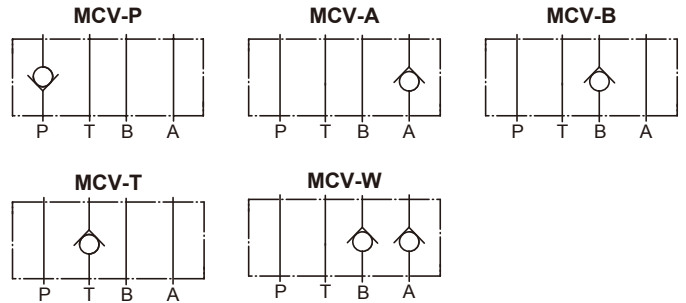 MCV-P MCV-A MCV-B
P T B A P T B A P T B A
MCV-T MCV-W
P T B A P T B A